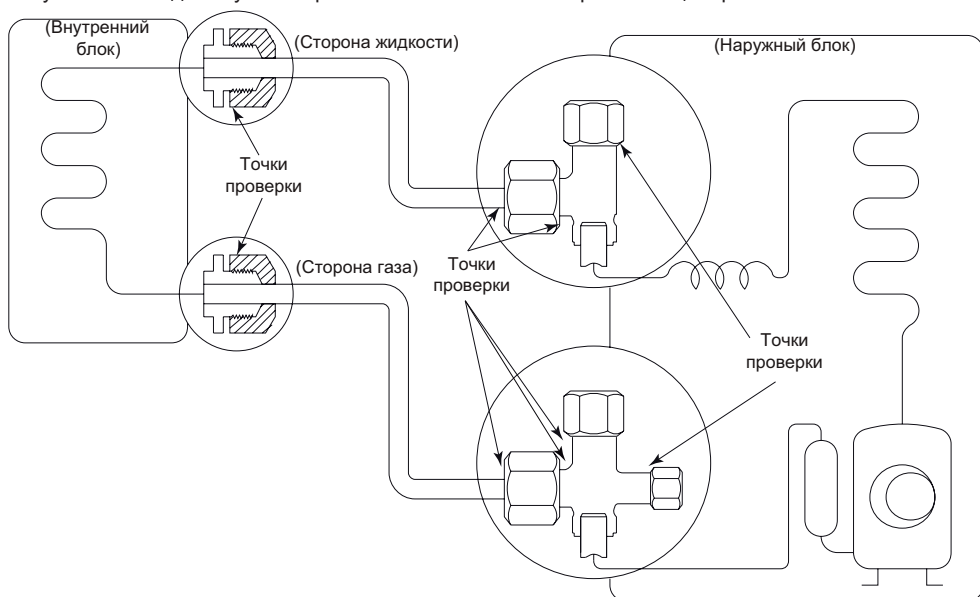 (Внутренний
блок)
(Сторона жидкости)
(Наружный блок)
Точки
проверки
(Сторона газа)
Точки
проверки
Точки
проверки